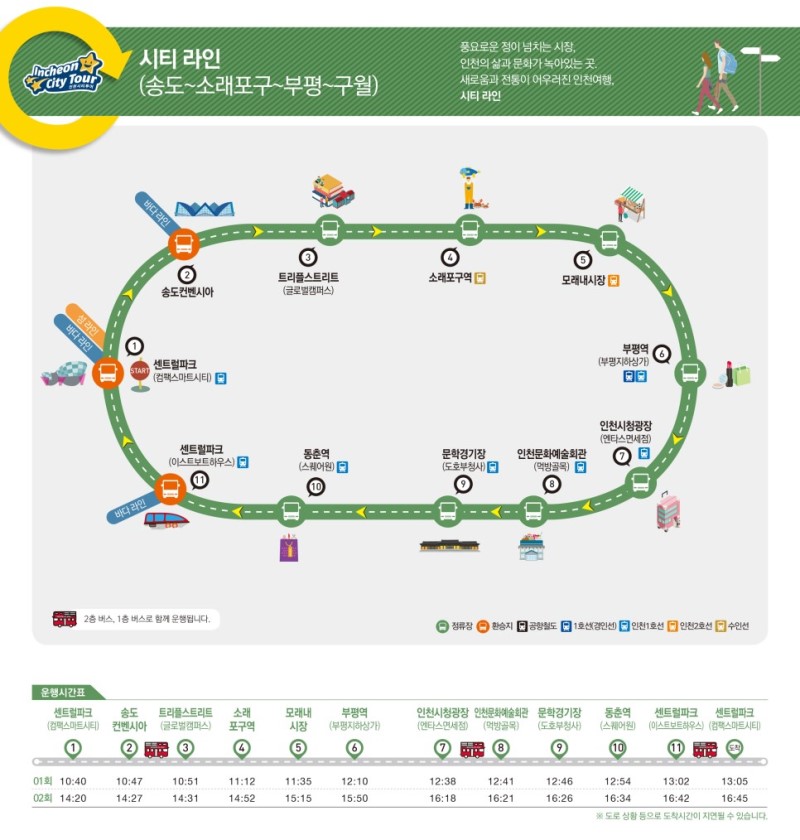 Incheon
City Tour
인천시티투어
시티 라인
(송도~소래포구~부평~구월)
풍요로운 정이 넘치는 시장,
인천의 삶과 문화가 녹아있는 곳.
새로움과 전통이 어우러진 인천여행,
시티 라인
바다 라인
2
송도컨벤시아
3
트리플스트리트
(글로벌캠퍼스)
4
소래포구역
5
모래내시장
섬 라인
바다 라인
1
START
센트럴파크
(컴팩스마트시티)
부평역
(부평지하상가)
6
인천시청광장
(엔타스면세점)
7
센트럴파크
(이스트보트하우스)
11
동춘역
(스퀘어원)
10
문학경기장
(도호부청사)
9
인천문화예술회관
(먹방골목)
8
바다 라인
2층 버스, 1층 버스로 함께 운행됩니다.
정류장 환승지 공항철도 1호선(경인선) 인천1호선 인천2호선 수인선
운행시간표
센트럴파크 송도 트리플스트리트 소래 모래내 부평역 인천시청광장 인천문화예술회관 문학경기장 동춘역 센트럴파크 센트럴파크
(컴팩스마트시티) 컨벤시아 (글로벌캠퍼스) 포구역 시장 (부평지하상가) (엔타스면세점) (먹방골목) (도호부청사) (스퀘어원) (이스트보트하우스) (컴팩스마트시티)
1 2 3 4 5 6 7 8 9 10 11 도착
01회 10:40 10:47 10:51 11:12 11:35 12:10 12:38 12:41 12:46 12:54 13:02 13:05
02회 14:20 14:27 14:31 14:52 15:15 15:50 16:18 16:21 16:26 16:34 16:42 16:45
※ 도로 상황 등으로 도착시간이 지연될 수 있습니다.